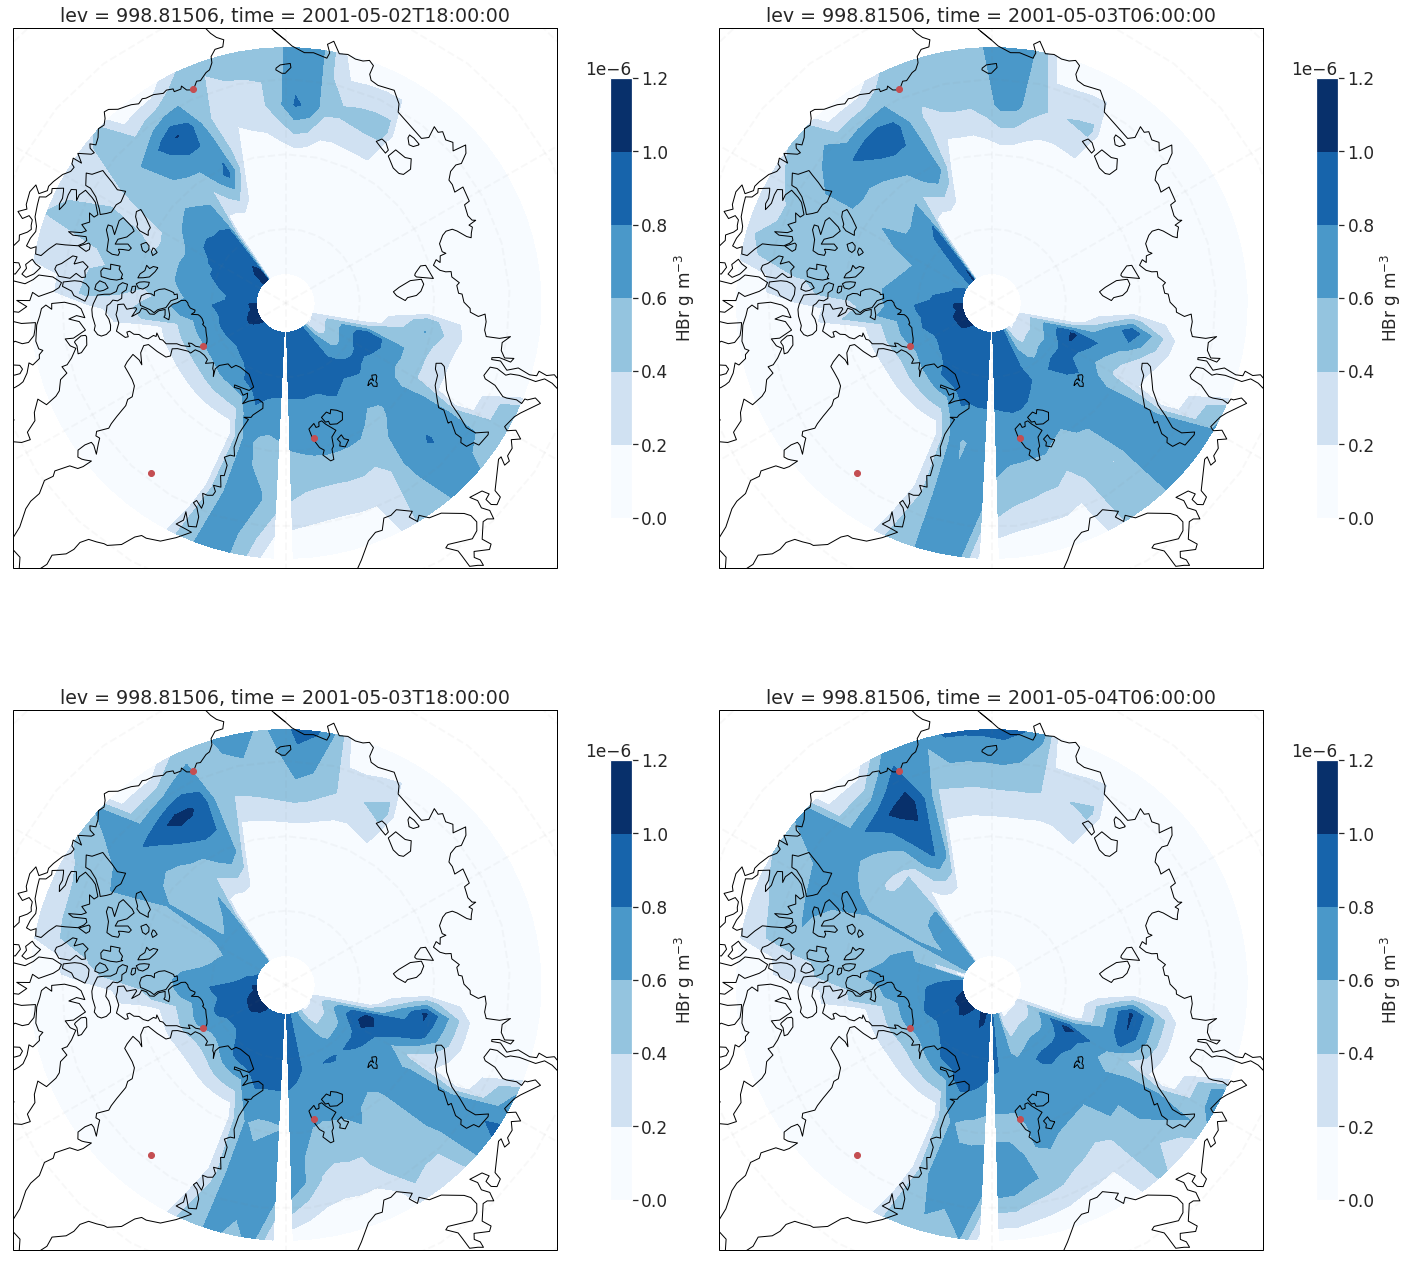 lev = 998.81506, time = 2001-05-02T18:00:00
1e−6
1.2
1.0
0.8
0.6
0.4
0.2
0.0
HBr g m⁻³
lev = 998.81506, time = 2001-05-03T06:00:00
1e−6
1.2
1.0
0.8
0.6
0.4
0.2
0.0
HBr g m⁻³
lev = 998.81506, time = 2001-05-03T18:00:00
1e−6
1.2
1.0
0.8
0.6
0.4
0.2
0.0
HBr g m⁻³
lev = 998.81506, time = 2001-05-04T06:00:00
1e−6
1.2
1.0
0.8
0.6
0.4
0.2
0.0
HBr g m⁻³